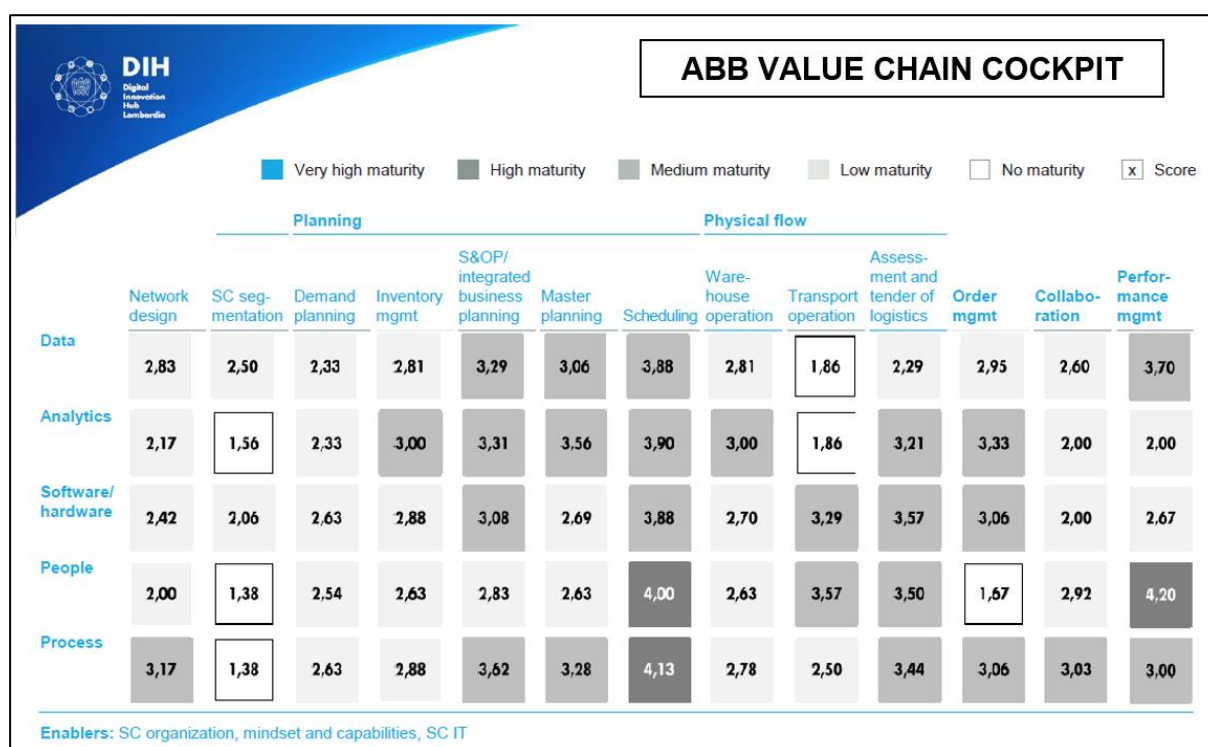 DIH
Digital
Innovation
Hub
Lombardia
ABB VALUE CHAIN COCKPIT
Very high maturity High maturity Medium maturity Low maturity No maturity x Score
Planning Physical flow
Network design SC seg-mentation Demand planning Inventory mgmt S&OP/ integrated business planning Master planning Scheduling Ware-house operation Transport operation Assess-ment and tender of logistics Order mgmt Collabo-ration Perfor-mance mgmt
Data
2,83 2,50 2,33 2,81 3,29 3,06 3,88 2,81 1,86 2,29 2,95 2,60 3,70
Analytics
2,17 1,56 2,33 3,00 3,31 3,56 3,90 3,00 1,86 3,21 3,33 2,00 2,00
Software/
hardware
2,42 2,06 2,63 2,88 3,08 2,69 3,88 2,70 3,29 3,57 3,06 2,00 2,67
People
2,00 1,38 2,54 2,63 2,83 2,63 4,00 2,63 3,57 3,50 1,67 2,92 4,20
Process
3,17 1,38 2,63 2,88 3,62 3,28 4,13 2,78 2,50 3,44 3,06 3,03 3,00
Enablers: SC organization, mindset and capabilities, SC IT